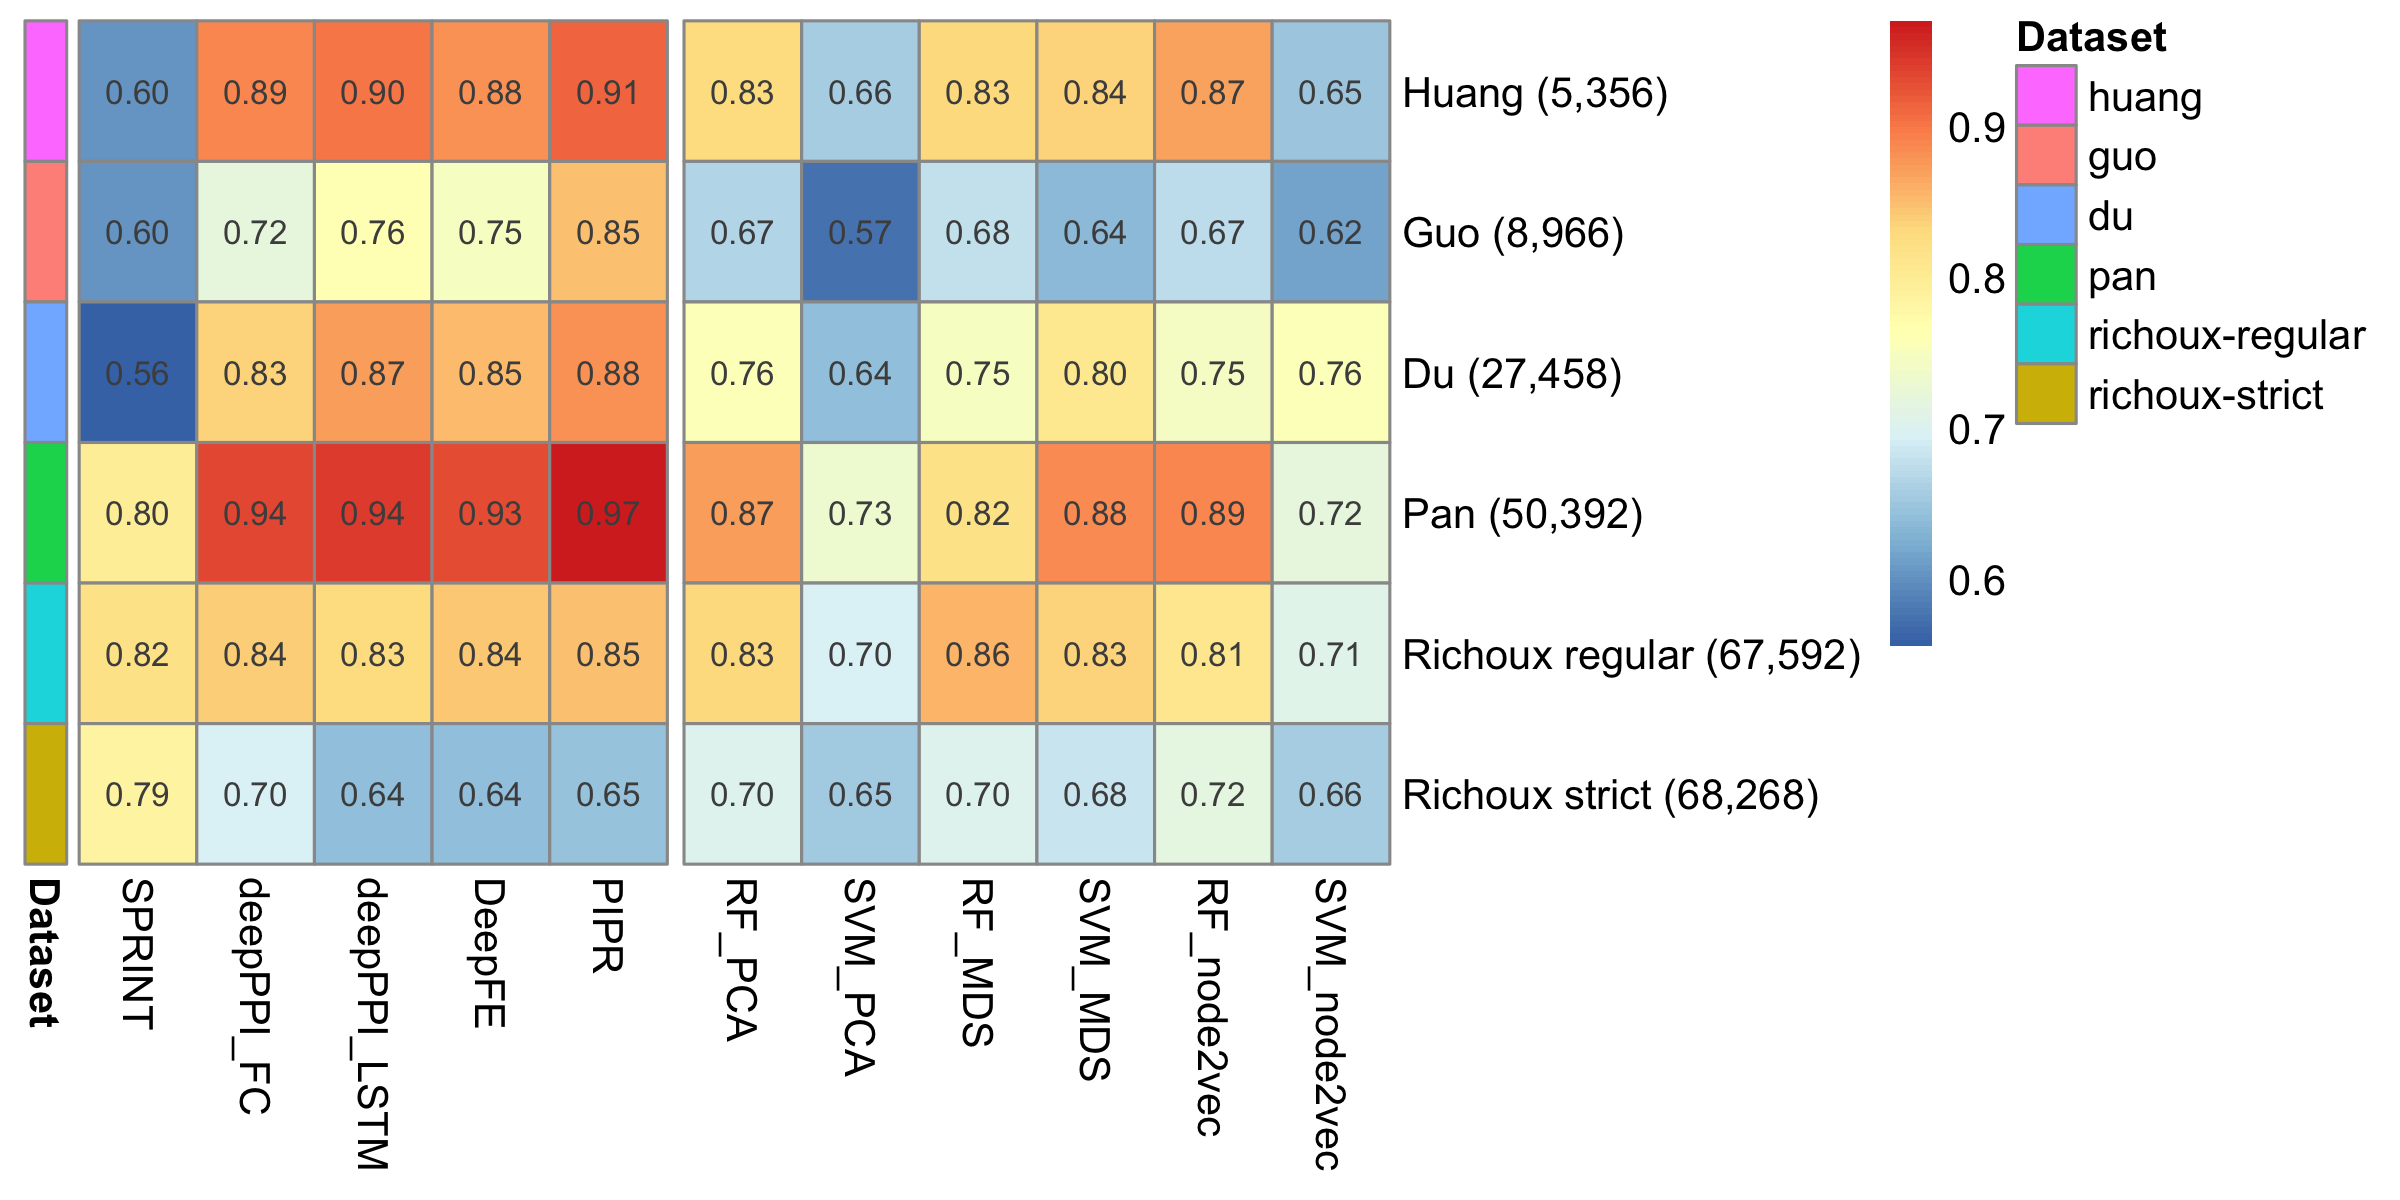 0.60 0.89 0.90 0.88 0.91 0.83 0.66 0.83 0.84 0.87 0.65 Huang (5,356)
0.60 0.72 0.76 0.75 0.85 0.67 0.57 0.68 0.64 0.67 0.62 Guo (8,966)
0.56 0.83 0.87 0.85 0.88 0.76 0.64 0.75 0.80 0.75 0.76 Du (27,458)
0.80 0.94 0.94 0.93 0.97 0.87 0.73 0.82 0.88 0.89 0.72 Pan (50,392)
0.82 0.84 0.83 0.84 0.85 0.83 0.70 0.86 0.83 0.81 0.71 Richoux regular (67,592)
0.79 0.70 0.64 0.64 0.65 0.70 0.65 0.70 0.68 0.72 0.66 Richoux strict (68,268)
Dataset
SPRINT
deepPPI_FC
deepPPI_LSTM
DeepFE
PIPR
RF_PCA
SVM_PCA
RF_MDS
SVM_MDS
RF_node2vec
SVM_node2vec
0.9
0.8
0.7
0.6
Dataset
huang
guo
du
pan
richoux-regular
richoux-strict